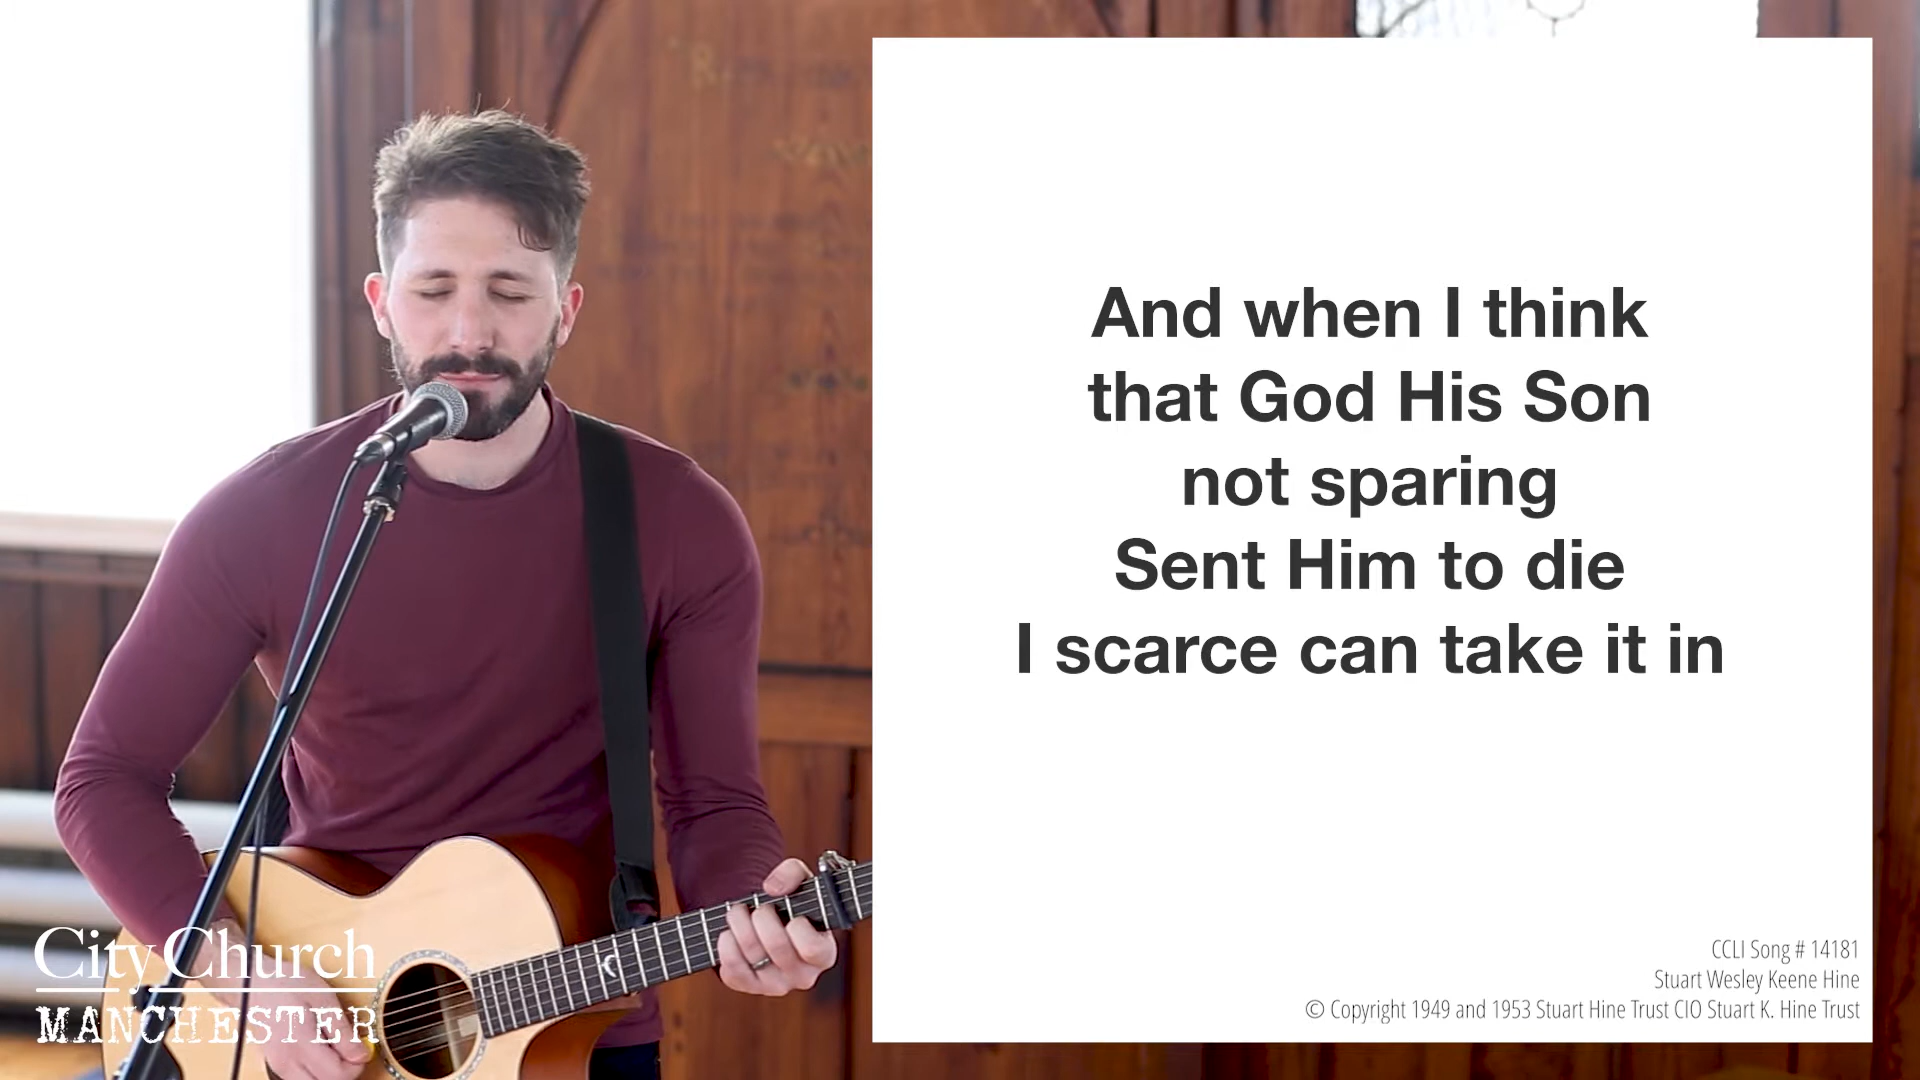 And when I think
that God His Son
not sparing
Sent Him to die
I scarce can take it in
CCLI Song # 14181
Stuart Wesley Keene Hine
© Copyright 1949 and 1953 Stuart Hine Trust CIO Stuart K. Hine Trust
City Church
MANCHESTER